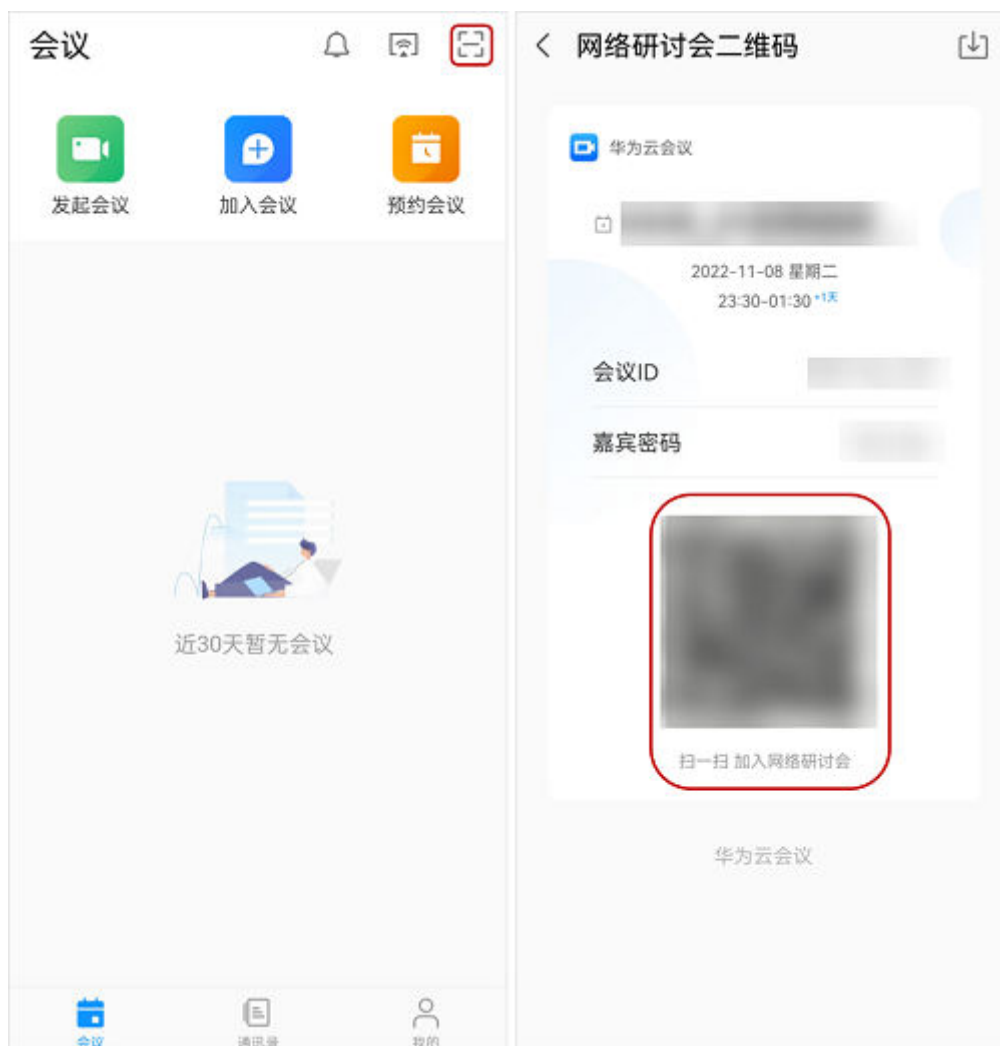 会议
发起会议
加入会议
预约会议
近30天暂无会议
会议
通讯录
我的
网络研讨会二维码
华为云会议
2022-11-08 星期二
23:30-01:30 +1天
会议ID
嘉宾密码
扫一扫 加入网络研讨会
华为云会议